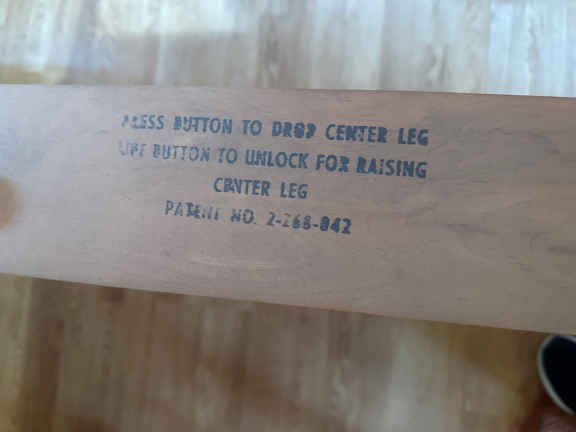 PRESS BUTTON TO DROP CENTER LEG
LIFT BUTTON TO UNLOCK FOR RAISING
CENTER LEG
PATENT NO. 2-268-842